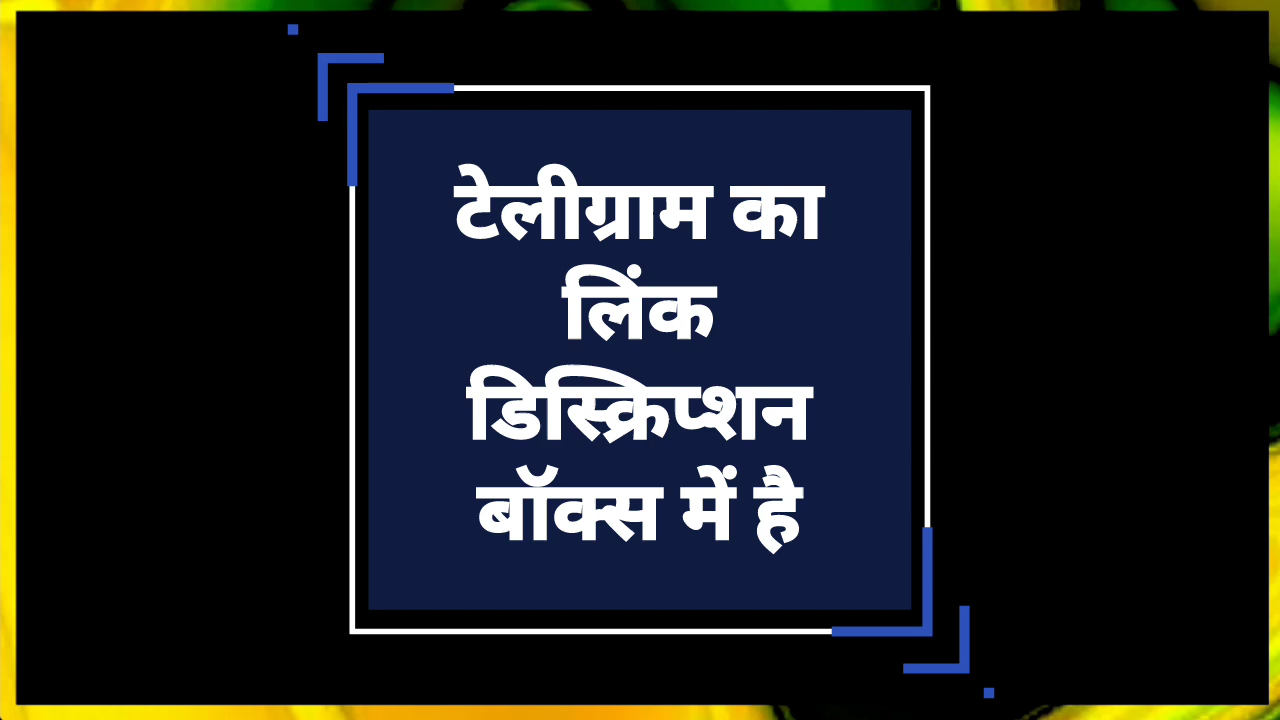 टेलीग्राम का
लिंक
डिस्क्रिप्शन
बॉक्स में है